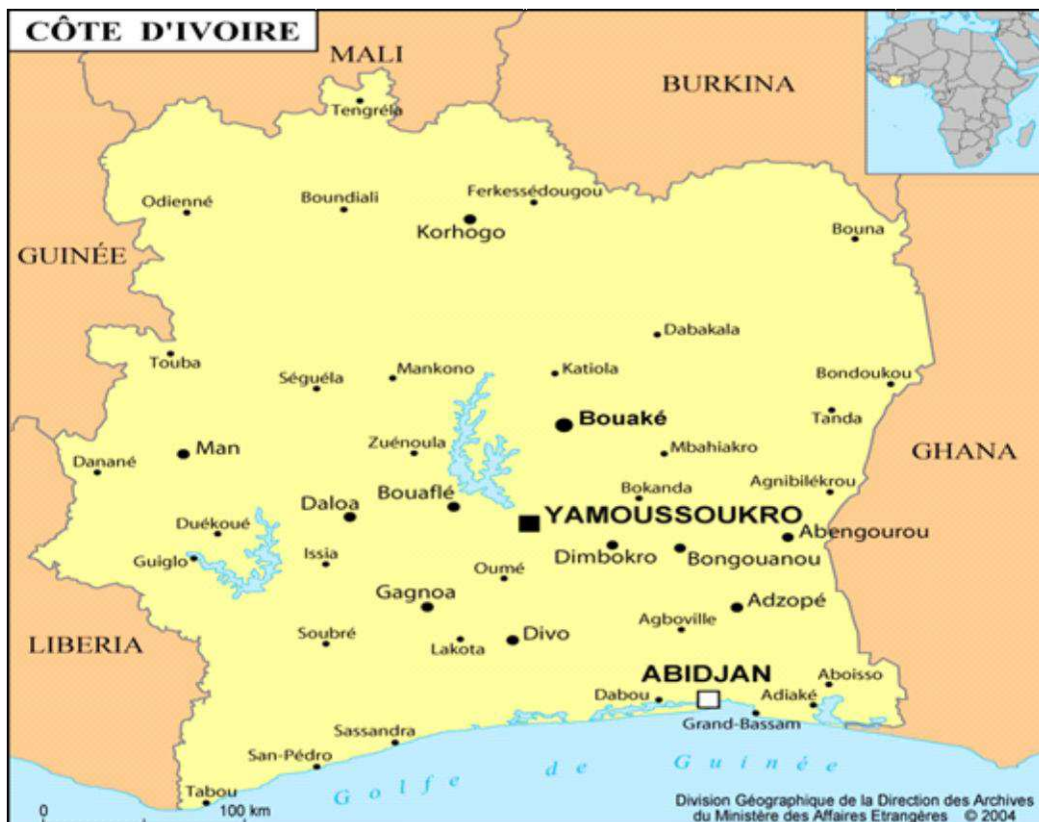 CÔTE D'IVOIRE
MALI
BURKINA
Tengréla
Odienné
Boundiali
Ferkessédougou
Korhogo
Bouna
GUINÉE
Dabakala
Touba
Séguéla
Mankono
Katiola
Bondoukou
Tanda
Bouaké
Man
Zuénoula
Mbahiakro
GHANA
Danané
Bouaflé
Bokanda
Agnibilékrou
Daloa
YAMOUSSOUKRO
Duékoué
Abengourou
Guiglo
Issia
Oumé
Dimbokro
Bongouanou
Gagnoa
Adzopé
LIBERIA
Soubré
Lakota
Divo
Agboville
ABIDJAN
Aboisso
Dabou
Adiaké
Grand-Bassam
Sassandra
San-Pédro
Golfe de Guinée
Tabou
0 100 km
Division Géographique de la Direction des Archives
du Ministère des Affaires Etrangères © 2004